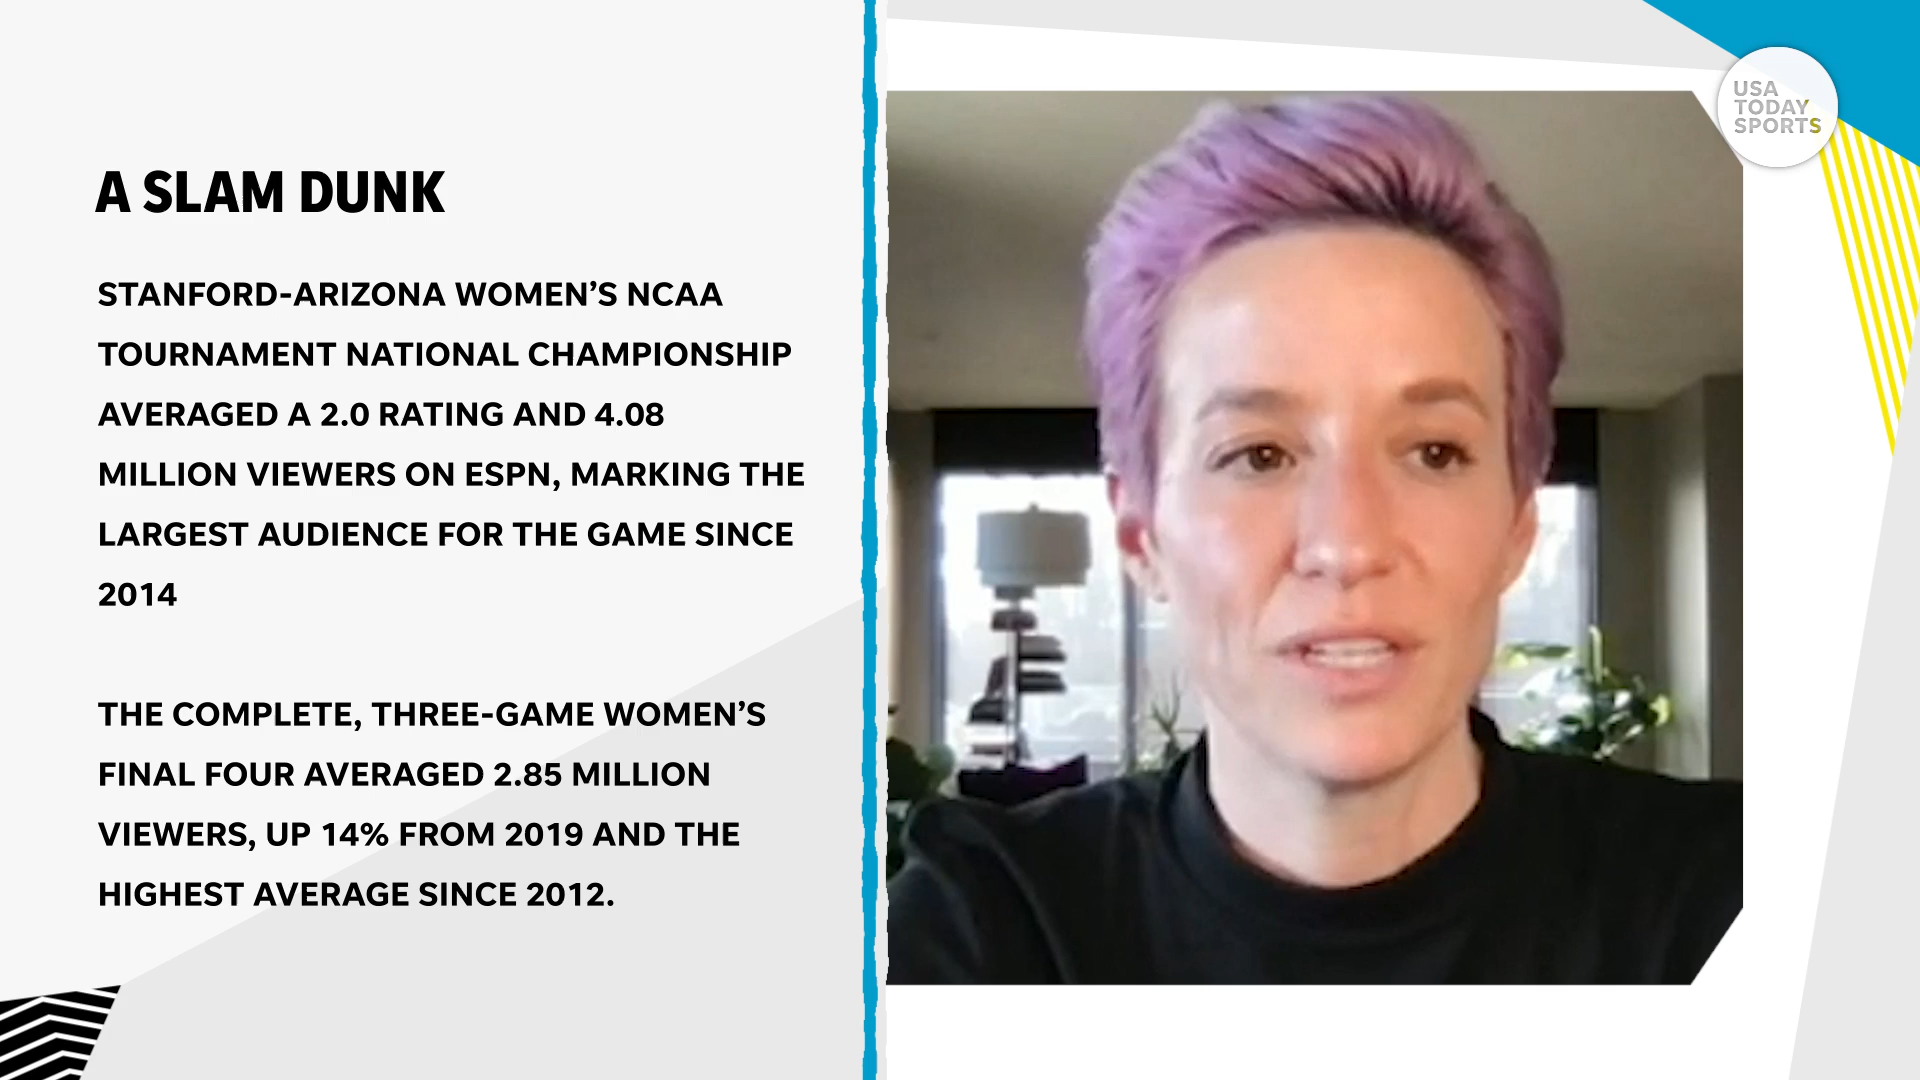 A SLAM DUNK
STANFORD-ARIZONA WOMEN’S NCAA
TOURNAMENT NATIONAL CHAMPIONSHIP
AVERAGED A 2.0 RATING AND 4.08
MILLION VIEWERS ON ESPN, MARKING THE
LARGEST AUDIENCE FOR THE GAME SINCE
2014
THE COMPLETE, THREE-GAME WOMEN’S
FINAL FOUR AVERAGED 2.85 MILLION
VIEWERS, UP 14% FROM 2019 AND THE
HIGHEST AVERAGE SINCE 2012.
USA
TODAY
SPORTS